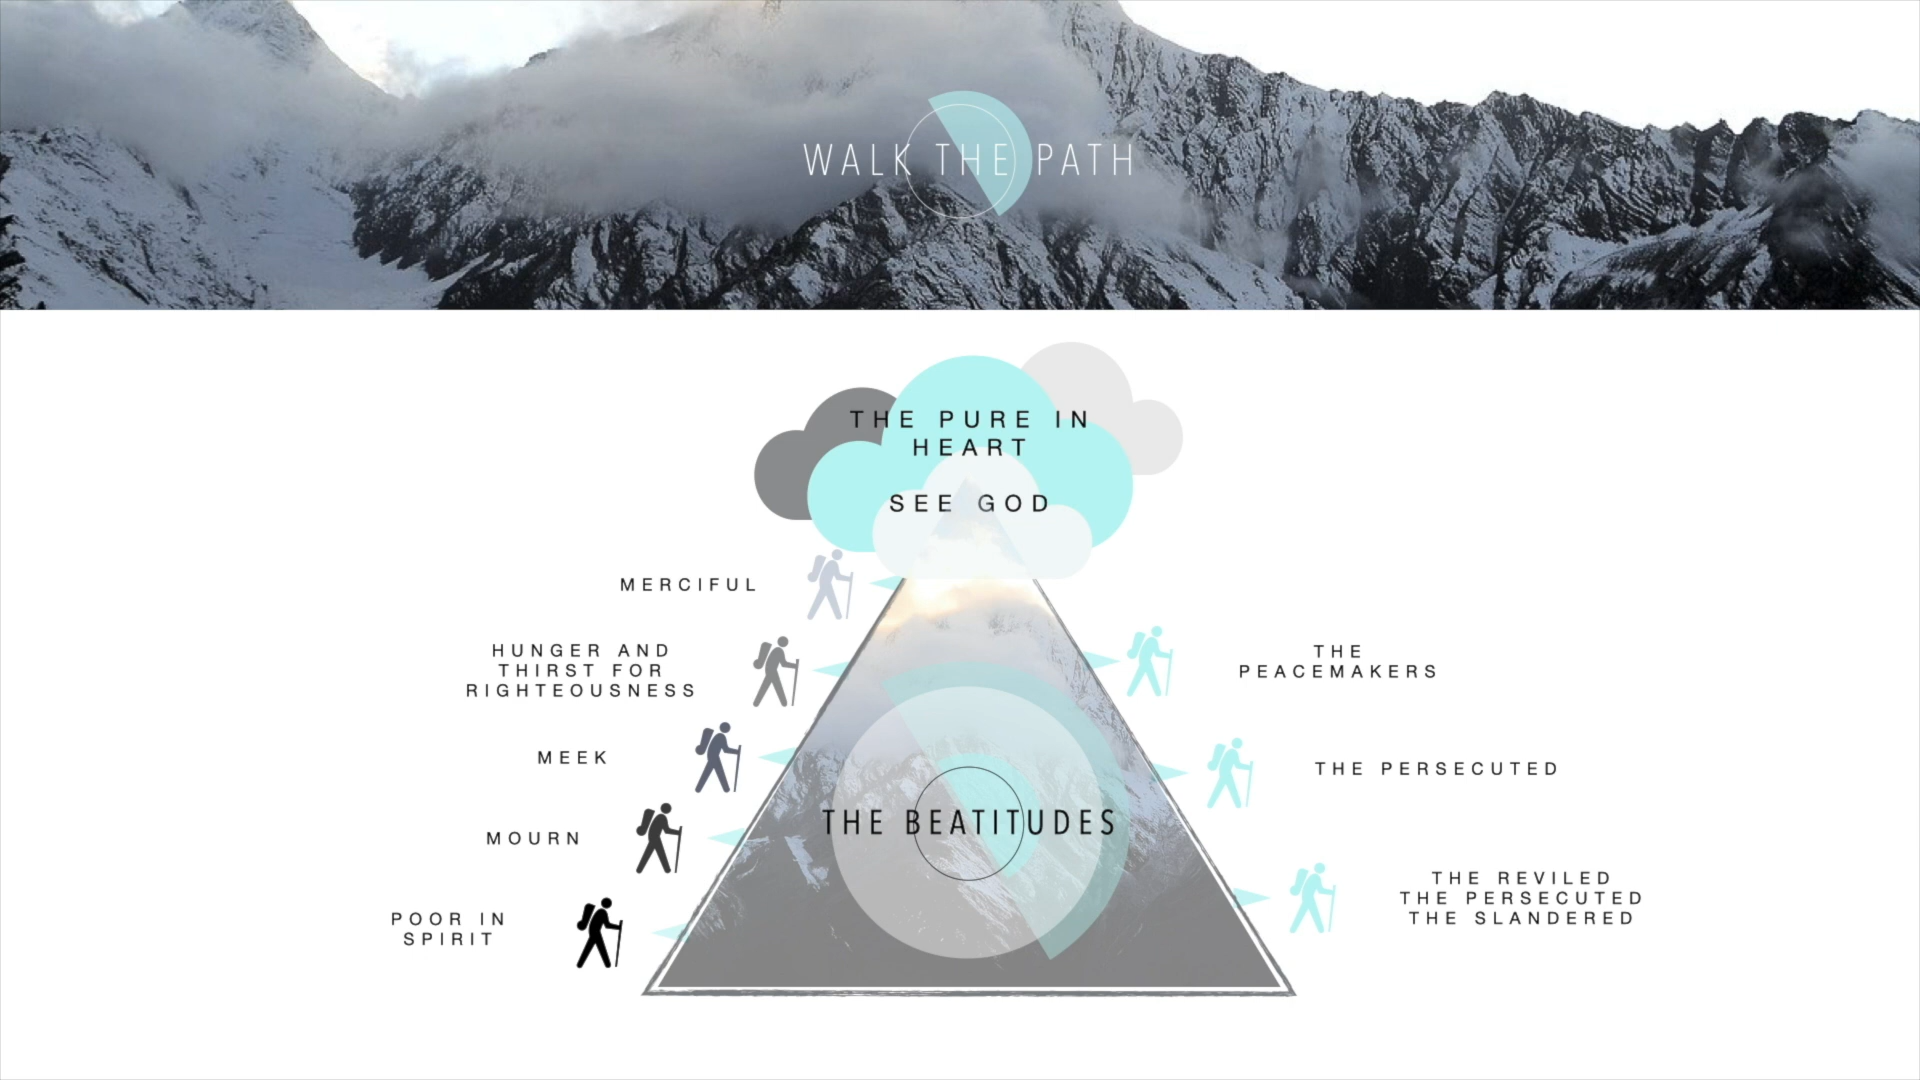 WALK THE PATH
THE PURE IN
HEART
SEE GOD
MERCIFUL
HUNGER AND
THIRST FOR
RIGHTEOUSNESS
MEEK
MOURN
POOR IN
SPIRIT
THE BEATITUDES
THE
PEACEMAKERS
THE PERSECUTED
THE REVILED
THE PERSECUTED
THE SLANDERED